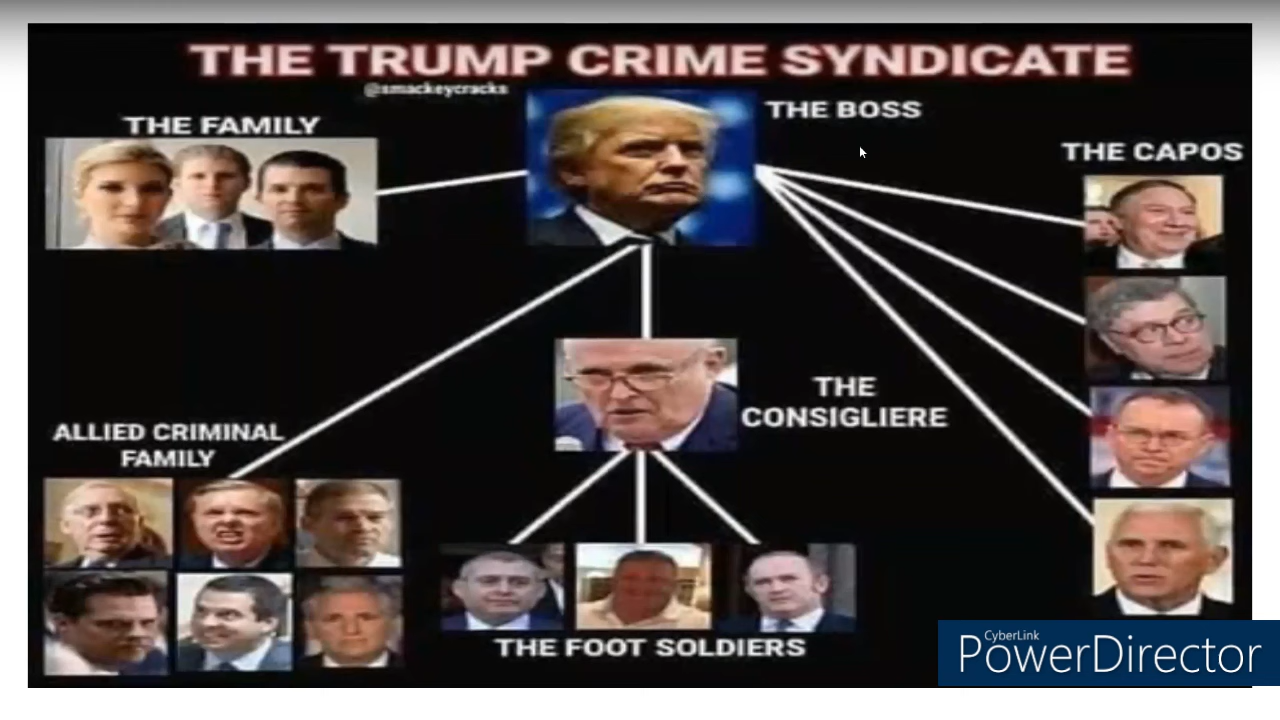 THE TRUMP CRIME SYNDICATE
@smackeycracks
THE BOSS
THE FAMILY
THE CAPOS
THE
CONSIGLIERE
ALLIED CRIMINAL
FAMILY
THE FOOT SOLDIERS
CyberLink
PowerDirector